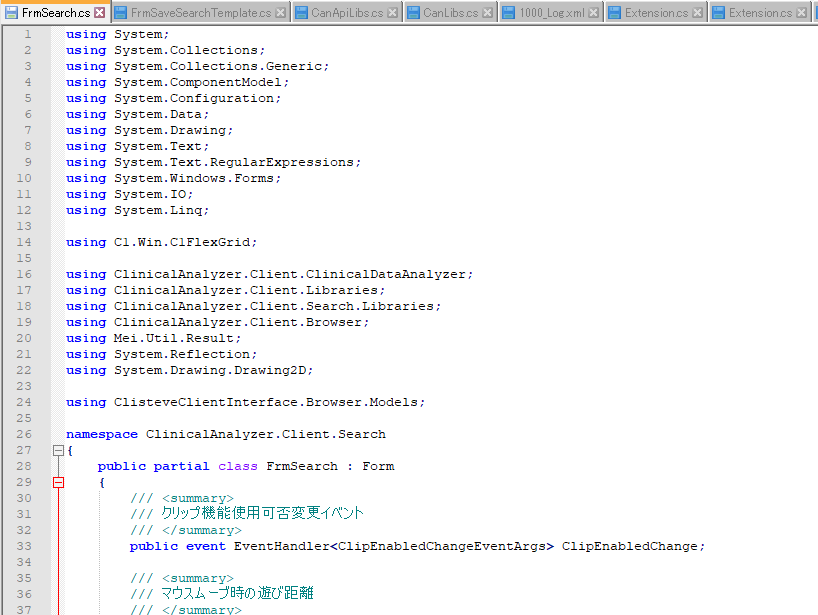 FrmSearch.cs FrmSaveSearchTemplate.cs CanApiLibs.cs CanLibs.cs 1000_Log.xml Extension.cs Extension.cs
1 using System;
2 using System.Collections;
3 using System.Collections.Generic;
4 using System.ComponentModel;
5 using System.Configuration;
6 using System.Data;
7 using System.Drawing;
8 using System.Text;
9 using System.Text.RegularExpressions;
10 using System.Windows.Forms;
11 using System.IO;
12 using System.Linq;
13
14 using C1.Win.C1FlexGrid;
15
16 using ClinicalAnalyzer.Client.ClinicalDataAnalyzer;
17 using ClinicalAnalyzer.Client.Libraries;
18 using ClinicalAnalyzer.Client.Search.Libraries;
19 using ClinicalAnalyzer.Client.Browser;
20 using Mei.Util.Result;
21 using System.Reflection;
22 using System.Drawing.Drawing2D;
23
24 using ClisteveClientInterface.Browser.Models;
25
26 namespace ClinicalAnalyzer.Client.Search
27 {
28 public partial class FrmSearch : Form
29 {
30 /// <summary>
31 /// クリップ機能使用可否変更イベント
32 /// </summary>
33 public event EventHandler<ClipEnabledChangeEventArgs> ClipEnabledChange;
34
35 /// <summary>
36 /// マウスムーブ時の遊び距離
37 /// </summary>